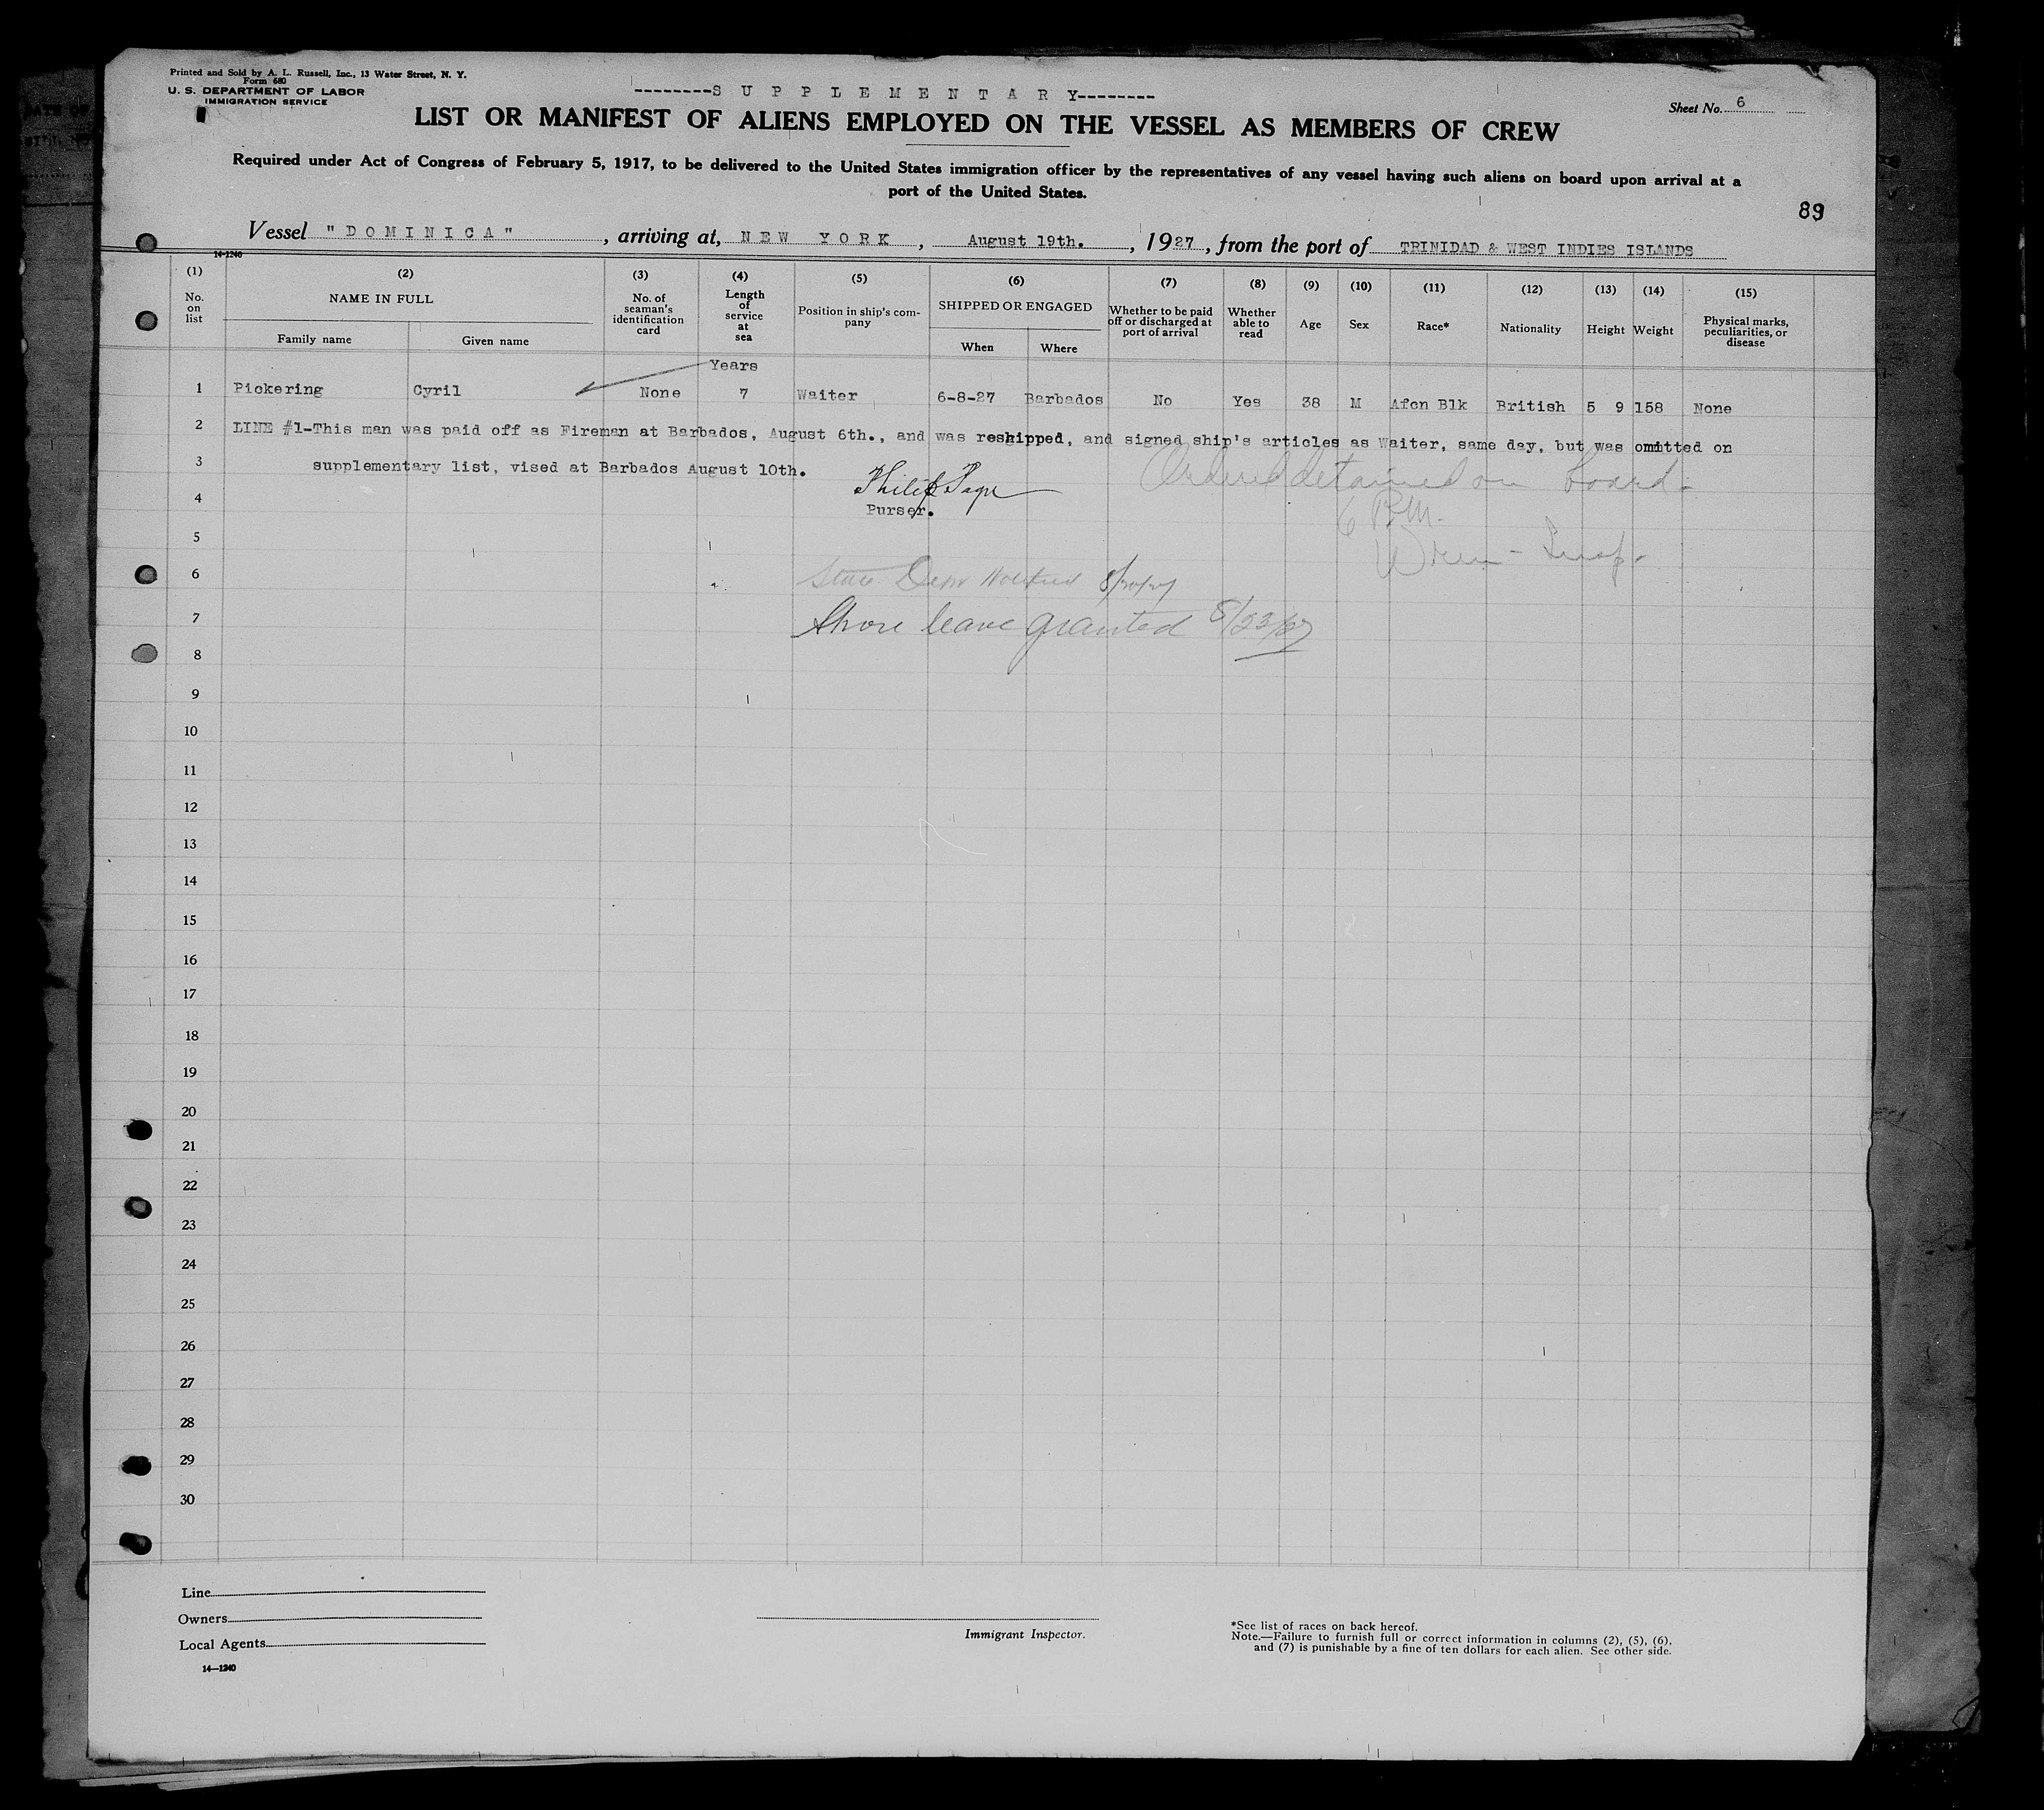 Printed and Sold by A. L. Russell, Inc., 13 Water Street, N. Y.
Form 680
U. S. DEPARTMENT OF LABOR
IMMIGRATION SERVICE
--------S U P P L E M E N T A R Y--------
Sheet No. 6
LIST OR MANIFEST OF ALIENS EMPLOYED ON THE VESSEL AS MEMBERS OF CREW
Required under Act of Congress of February 5, 1917, to be delivered to the United States immigration officer by the representatives of any vessel having such aliens on board upon arrival at a
port of the United States.
89
Vessel "DOMINICA", arriving at, NEW YORK, August 19th., 1927, from the port of TRINIDAD & WEST INDIES ISLANDS
14-1240
(1) (2) (3) (4) (5) (6) (7) (8) (9) (10) (11) (12) (13) (14) (15)
No. on list
NAME IN FULL
Family name
Given name
No. of seaman's identification card
Length of service at sea
Position in ship's company
SHIPPED OR ENGAGED
When
Where
Whether to be paid off or discharged at port of arrival
Whether able to read
Age
Sex
Race*
Nationality
Height
Weight
Physical marks, peculiarities, or disease
Years
1 Pickering Cyril None 7 Waiter 6-8-27 Barbados No Yes 38 M Afcn Blk British 5 9 158 None
2 LINE #1-This man was paid off as Fireman at Barbados, August 6th., and was reshipped, and signed ship's articles as Waiter, same day, but was omitted on
3 supplementary list, vised at Barbados August 10th.
Ordered detained on board.
4 Philip Page
Purser.
6 P.M.
5
Insp.
6 State Dept Notified 8/20/27
7 Shore leave granted 8/23/27
8
9
10
11
12
13
14
15
16
17
18
19
20
21
22
23
24
25
26
27
28
29
30
Line
Owners
Local Agents
14—1240
Immigrant Inspector.
*See list of races on back hereof.
Note.—Failure to furnish full or correct information in columns (2), (5), (6),
and (7) is punishable by a fine of ten dollars for each alien. See other side.